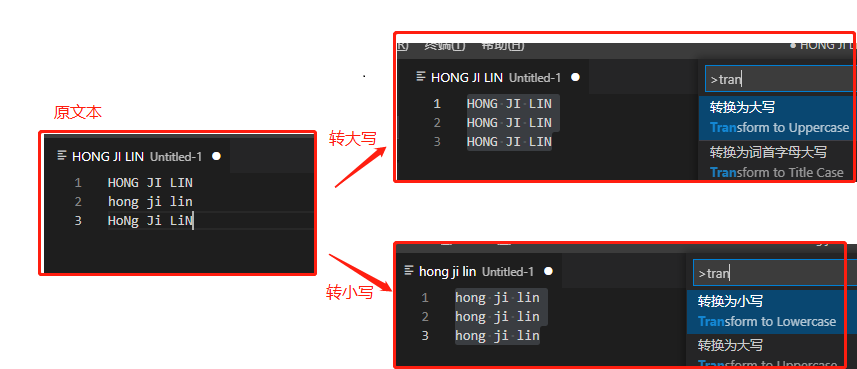 原文本
HONG JI LIN Untitled-1
1 HONG JI LIN
2 hong ji lin
3 HoNg Ji LiN
转大写
终端(T) 帮助(H) ● HONG JI LI
HONG JI LIN Untitled-1
>tran
1 HONG·JI·LIN
2 HONG·JI·LIN
3 HONG·JI·LIN
转换为大写
Transform to Uppercase
转换为词首字母大写
Transform to Title Case
转小写
hong ji lin Untitled-1
>tran
1 hong·ji·lin
2 hong·ji·lin
3 hong·ji·lin
转换为小写
Transform to Lowercase
转换为大写
Transform to Uppercase